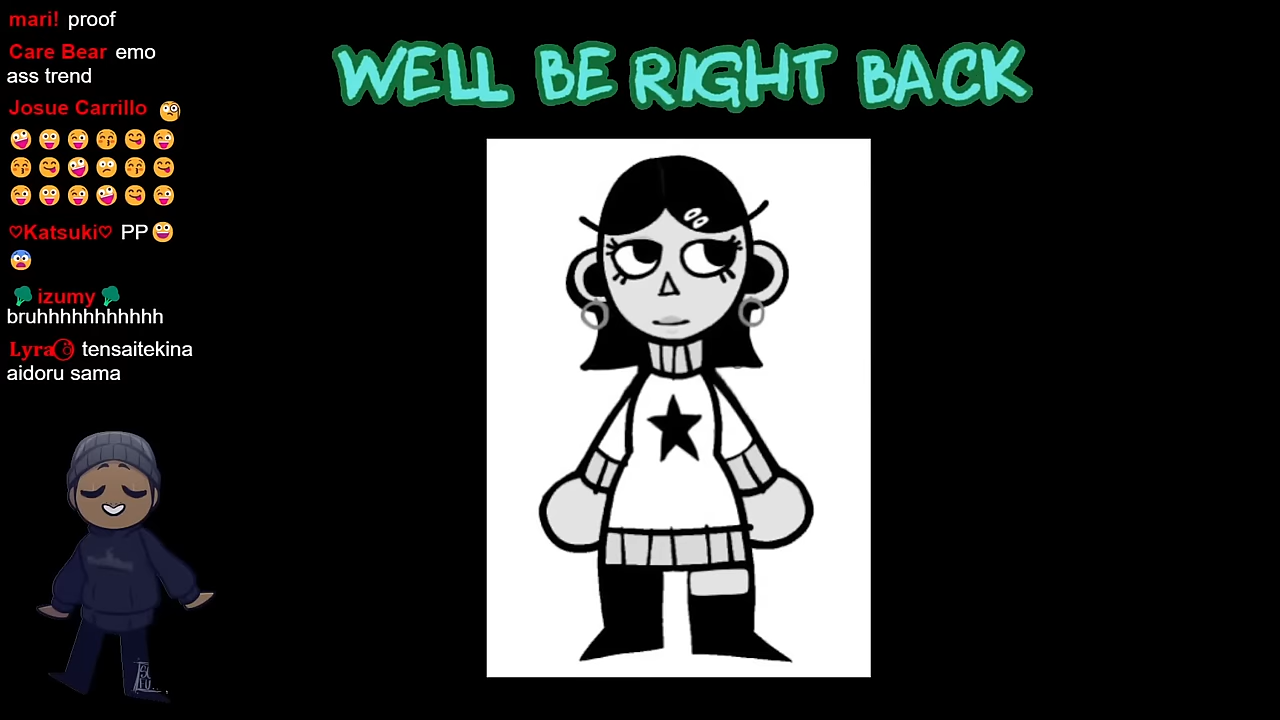 mari! proof
Care Bear emo
ass trend
Josue Carrillo
WELL BE RIGHT BACK
♡Katsuki♡ PP
izumy
bruhhhhhhhhhhh
Lyra tensaitekina
aidoru sama